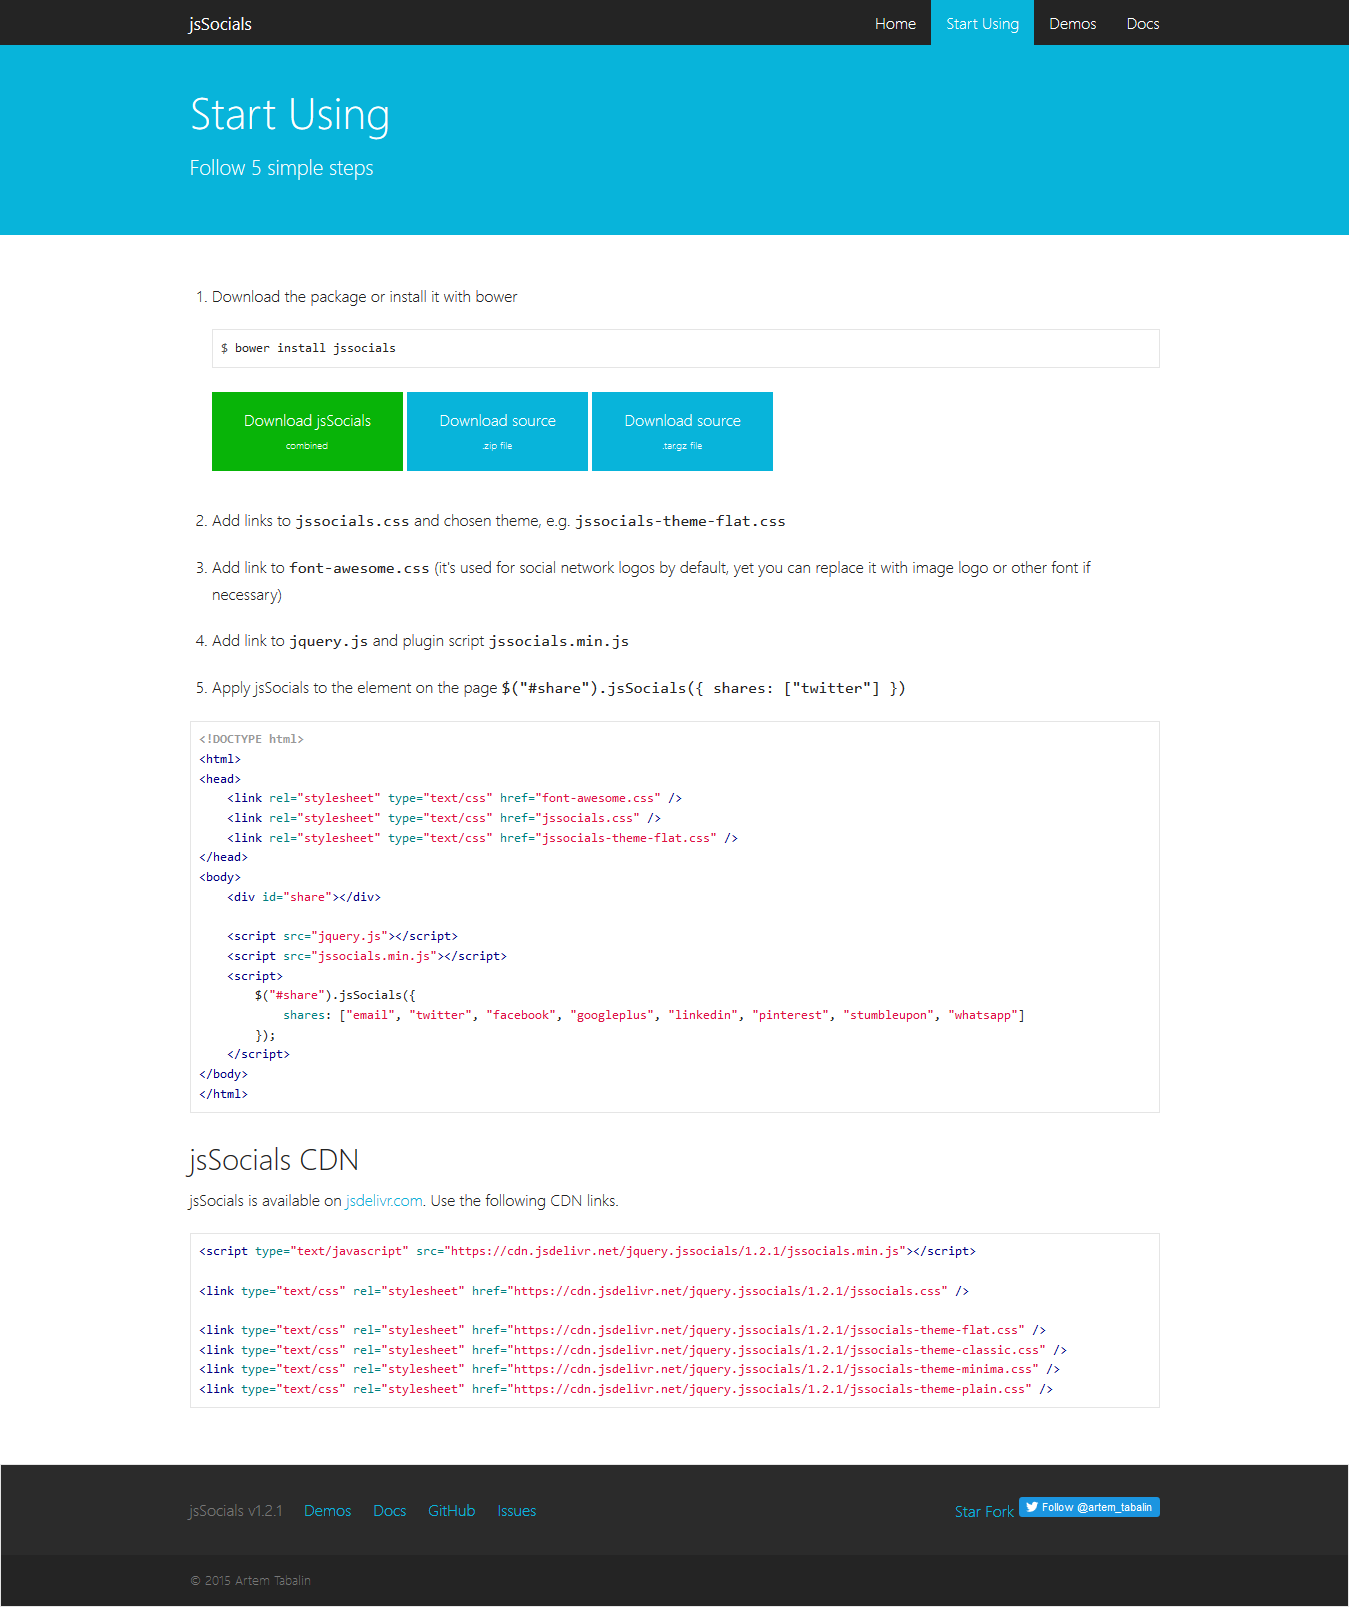 jsSocials
Home
Start Using
Demos
Docs
Start Using
Follow 5 simple steps
1. Download the package or install it with bower
$ bower install jssocials
Download jsSocials
combined
Download source
.zip file
Download source
.tar.gz file
2. Add links to jssocials.css and chosen theme, e.g. jssocials-theme-flat.css
3. Add link to font-awesome.css (it's used for social network logos by default, yet you can replace it with image logo or other font if
necessary)
4. Add link to jquery.js and plugin script jssocials.min.js
5. Apply jsSocials to the element on the page $("#share").jsSocials({ shares: ["twitter"] })
<!DOCTYPE html>
<html>
<head>
    <link rel="stylesheet" type="text/css" href="font-awesome.css" />
    <link rel="stylesheet" type="text/css" href="jssocials.css" />
    <link rel="stylesheet" type="text/css" href="jssocials-theme-flat.css" />
</head>
<body>
    <div id="share"></div>
    <script src="jquery.js"></script>
    <script src="jssocials.min.js"></script>
    <script>
        $("#share").jsSocials({
            shares: ["email", "twitter", "facebook", "googleplus", "linkedin", "pinterest", "stumbleupon", "whatsapp"]
        });
    </script>
</body>
</html>
jsSocials CDN
jsSocials is available on jsdelivr.com. Use the following CDN links.
<script type="text/javascript" src="https://cdn.jsdelivr.net/jquery.jssocials/1.2.1/jssocials.min.js"></script>
<link type="text/css" rel="stylesheet" href="https://cdn.jsdelivr.net/jquery.jssocials/1.2.1/jssocials.css" />
<link type="text/css" rel="stylesheet" href="https://cdn.jsdelivr.net/jquery.jssocials/1.2.1/jssocials-theme-flat.css" />
<link type="text/css" rel="stylesheet" href="https://cdn.jsdelivr.net/jquery.jssocials/1.2.1/jssocials-theme-classic.css" />
<link type="text/css" rel="stylesheet" href="https://cdn.jsdelivr.net/jquery.jssocials/1.2.1/jssocials-theme-minima.css" />
<link type="text/css" rel="stylesheet" href="https://cdn.jsdelivr.net/jquery.jssocials/1.2.1/jssocials-theme-plain.css" />
jsSocials v1.2.1
Demos
Docs
GitHub
Issues
Star Fork
Follow @artem_tabalin
© 2015 Artem Tabalin